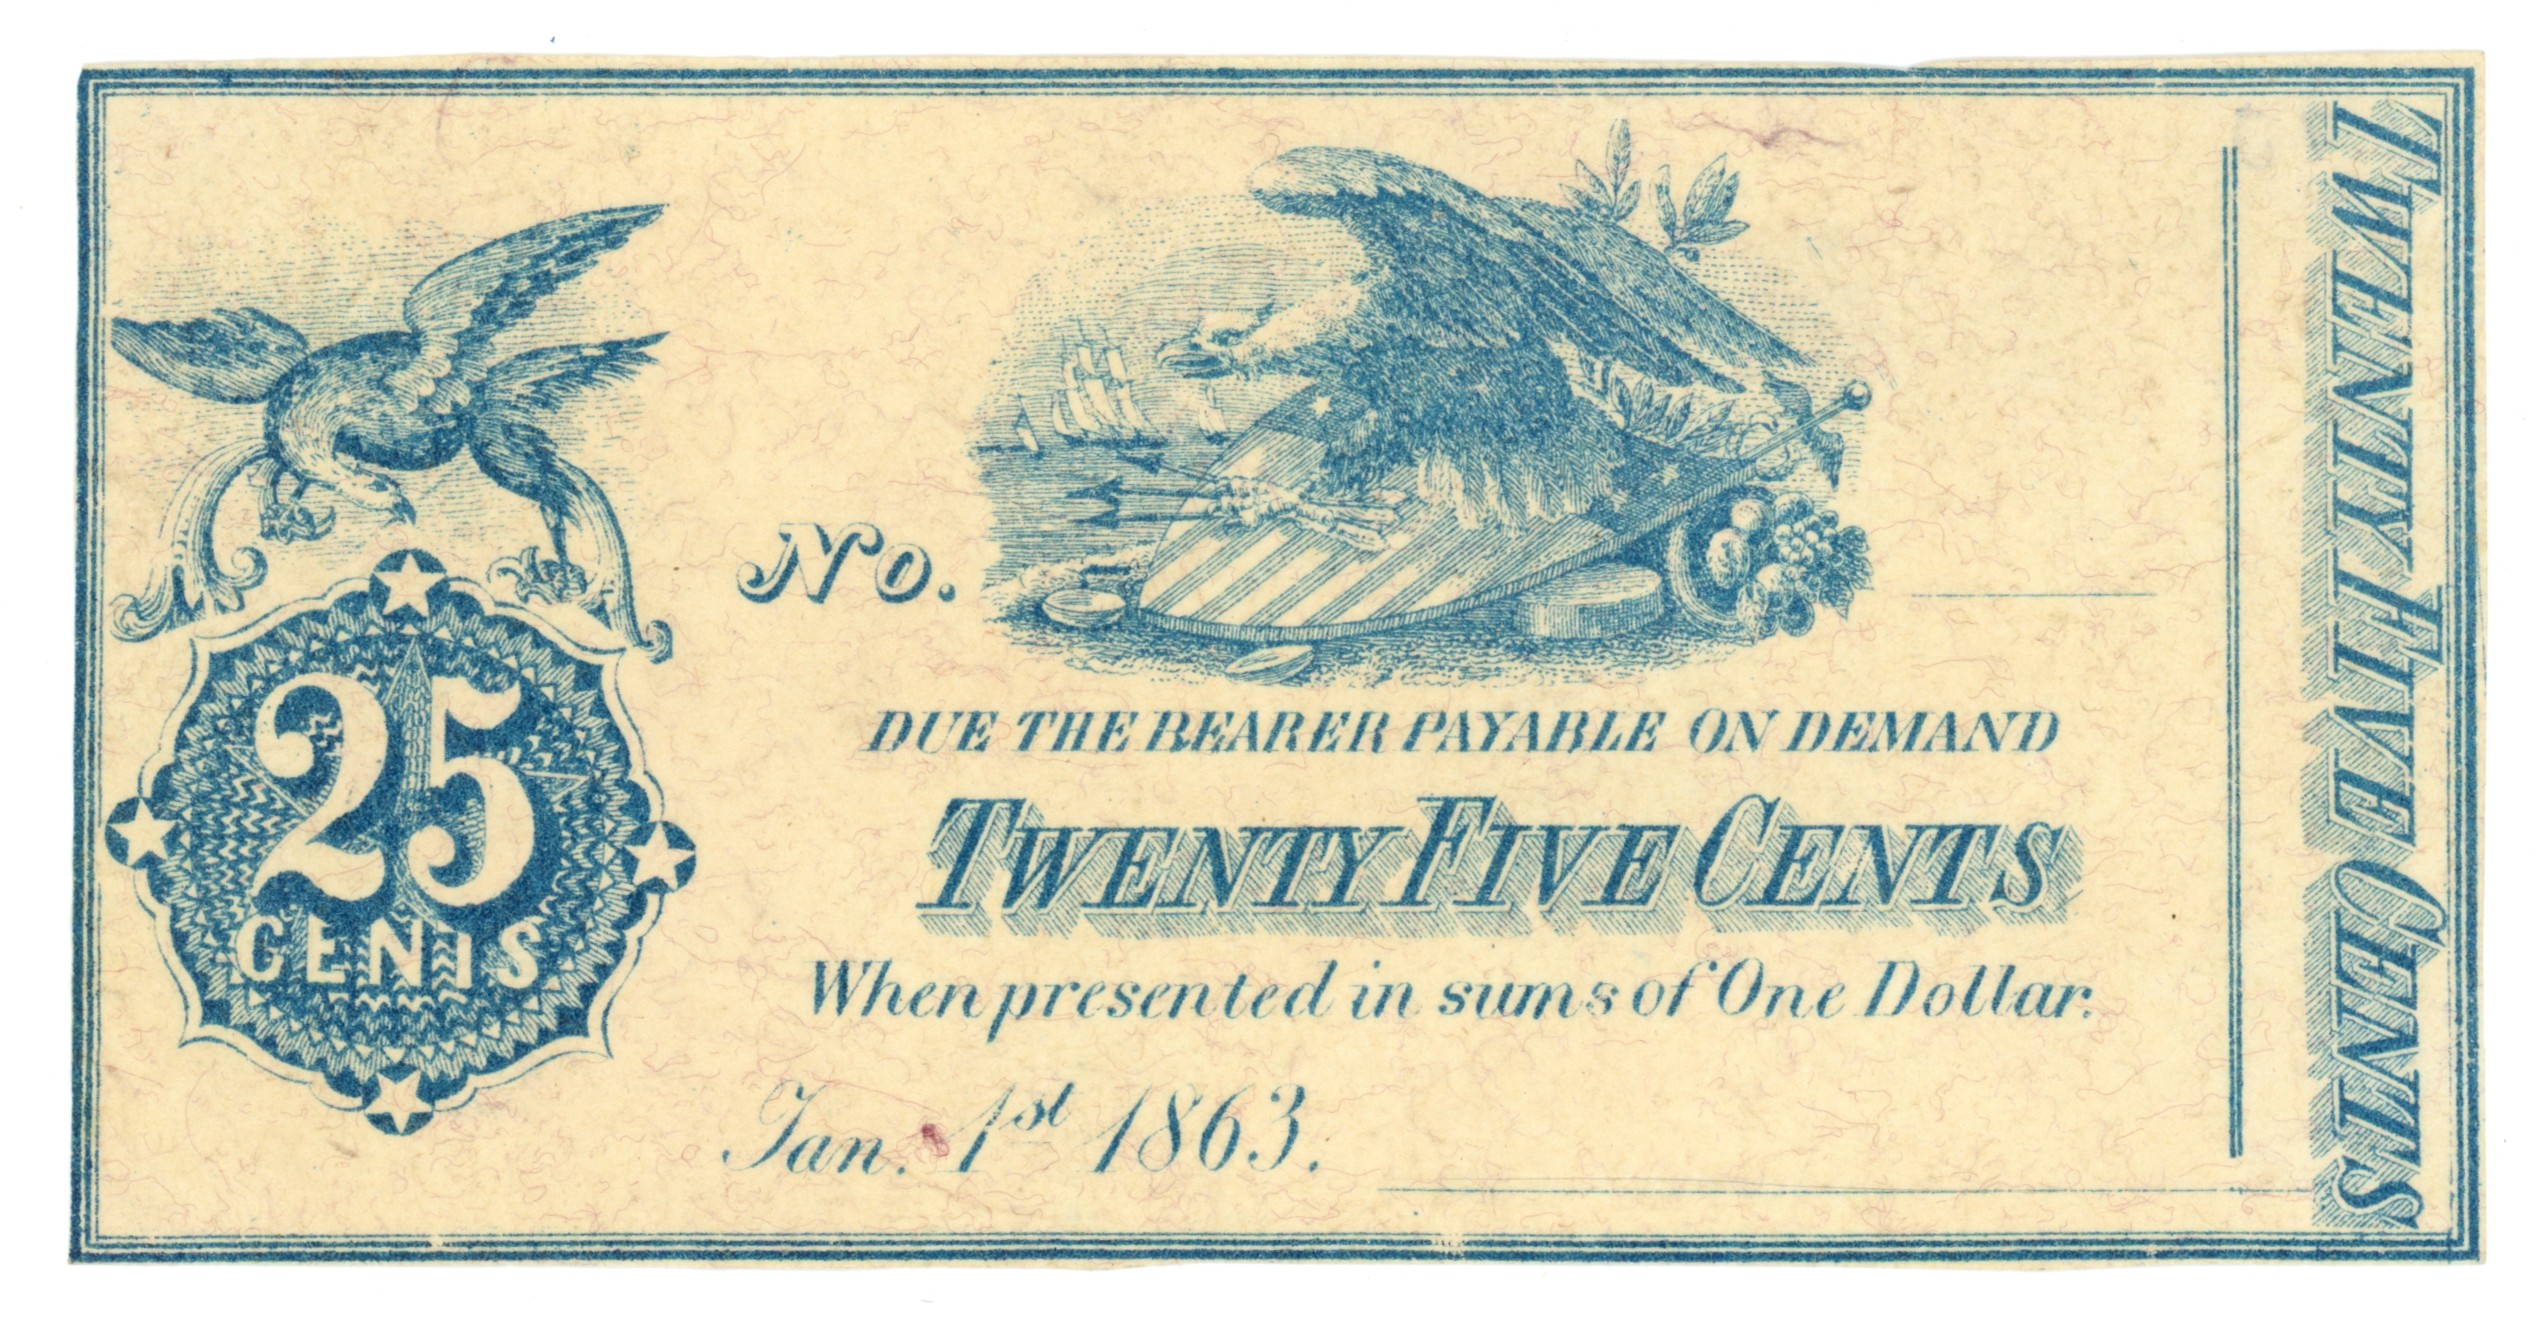 25
CENTS
No.
DUE THE BEARER PAYABLE ON DEMAND
TWENTY FIVE CENTS
When presented in sums of One Dollar.
Jan. 1st 1863.
TWENTY FIVE CENTS